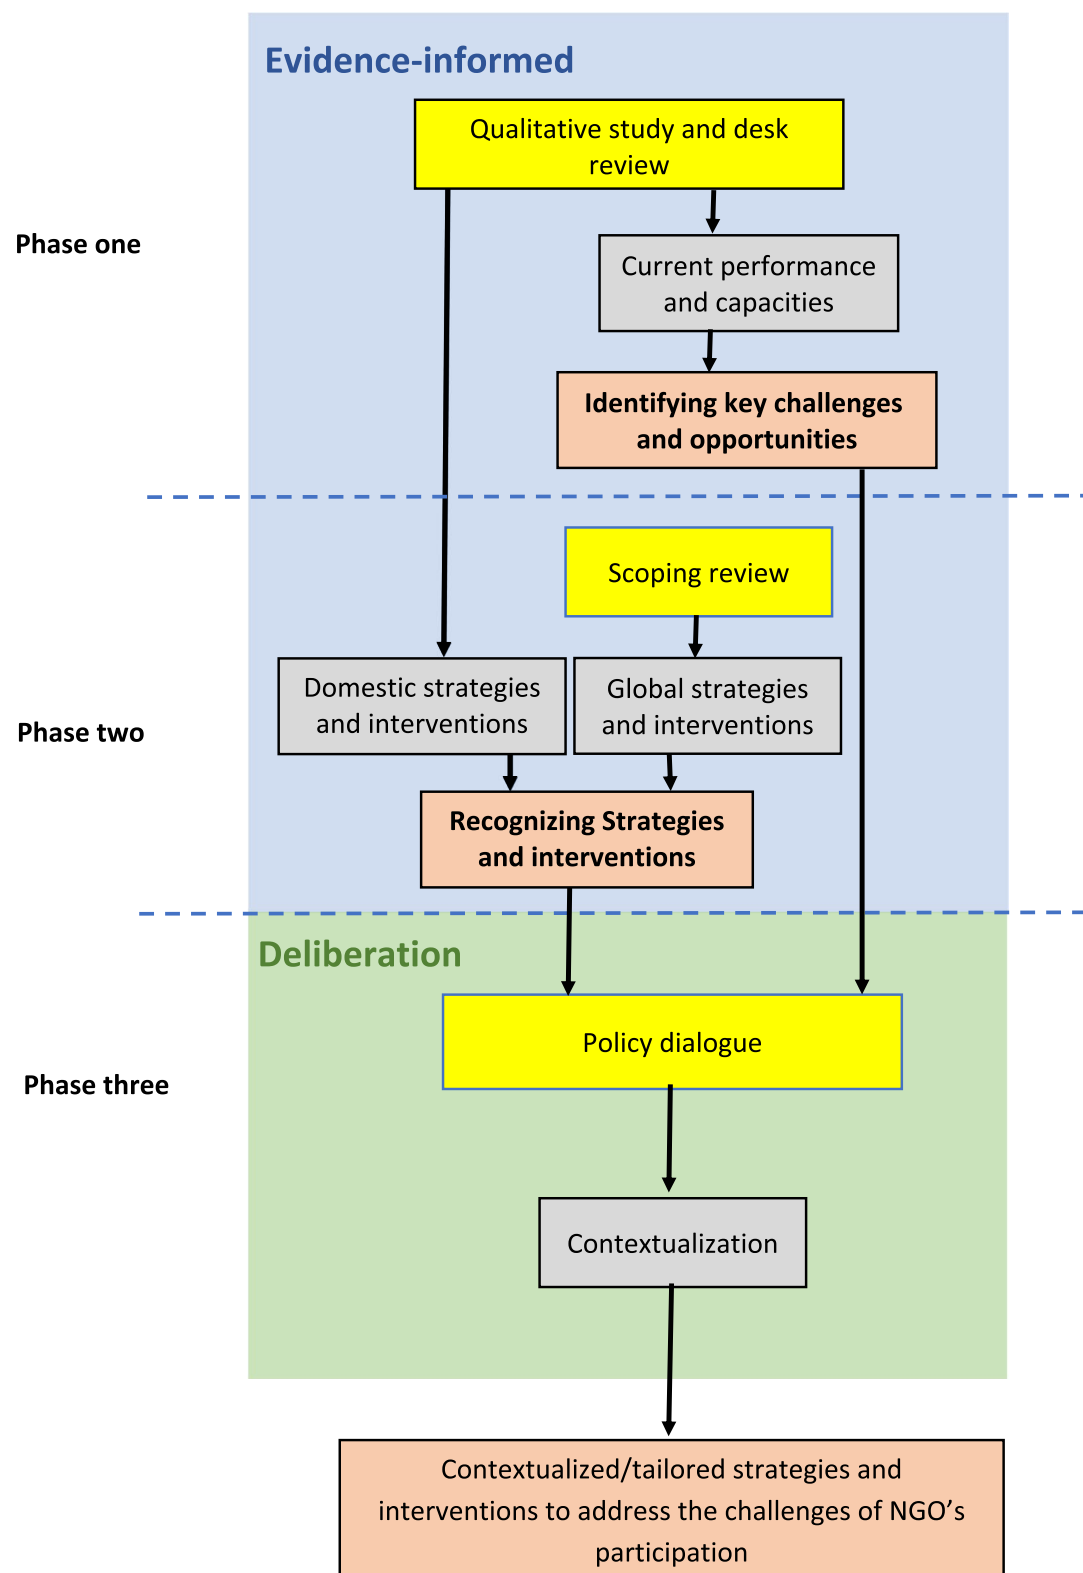 Evidence-informed
Qualitative study and desk
review
Phase one
Current performance
and capacities
Identifying key challenges
and opportunities
Scoping review
Domestic strategies
and interventions
Global strategies
and interventions
Phase two
Recognizing Strategies
and interventions
Deliberation
Policy dialogue
Phase three
Contextualization
Contextualized/tailored strategies and
interventions to address the challenges of NGO’s
participation